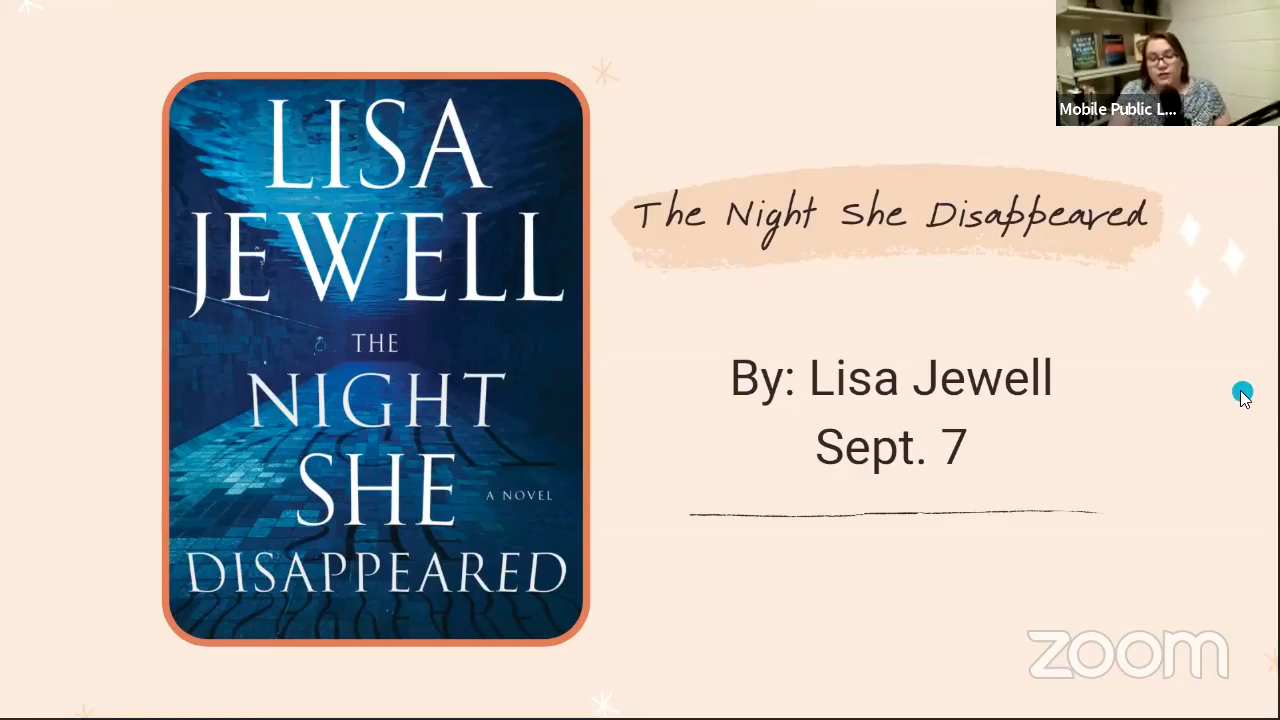 LISA
JEWELL
THE
NIGHT
SHE
A NOVEL
DISAPPEARED
The Night She Disappeared
By: Lisa Jewell
Sept. 7
Mobile Public L...
zoom